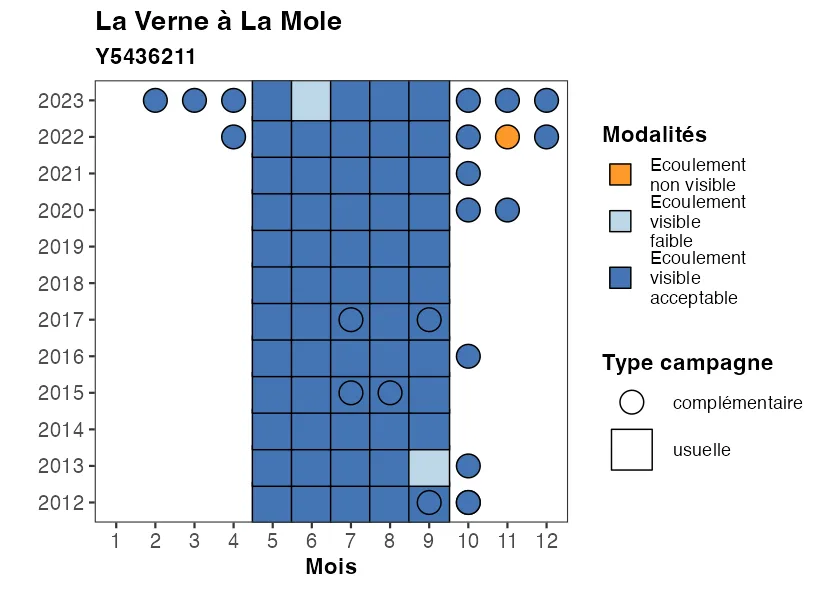 La Verne à La Mole
Y5436211
2023
2022
2021
2020
2019
2018
2017
2016
2015
2014
2013
2012
1 2 3 4 5 6 7 8 9 10 11 12
Mois
Modalités
Ecoulement
non visible
Ecoulement
visible
faible
Ecoulement
visible
acceptable
Type campagne
complémentaire
usuelle